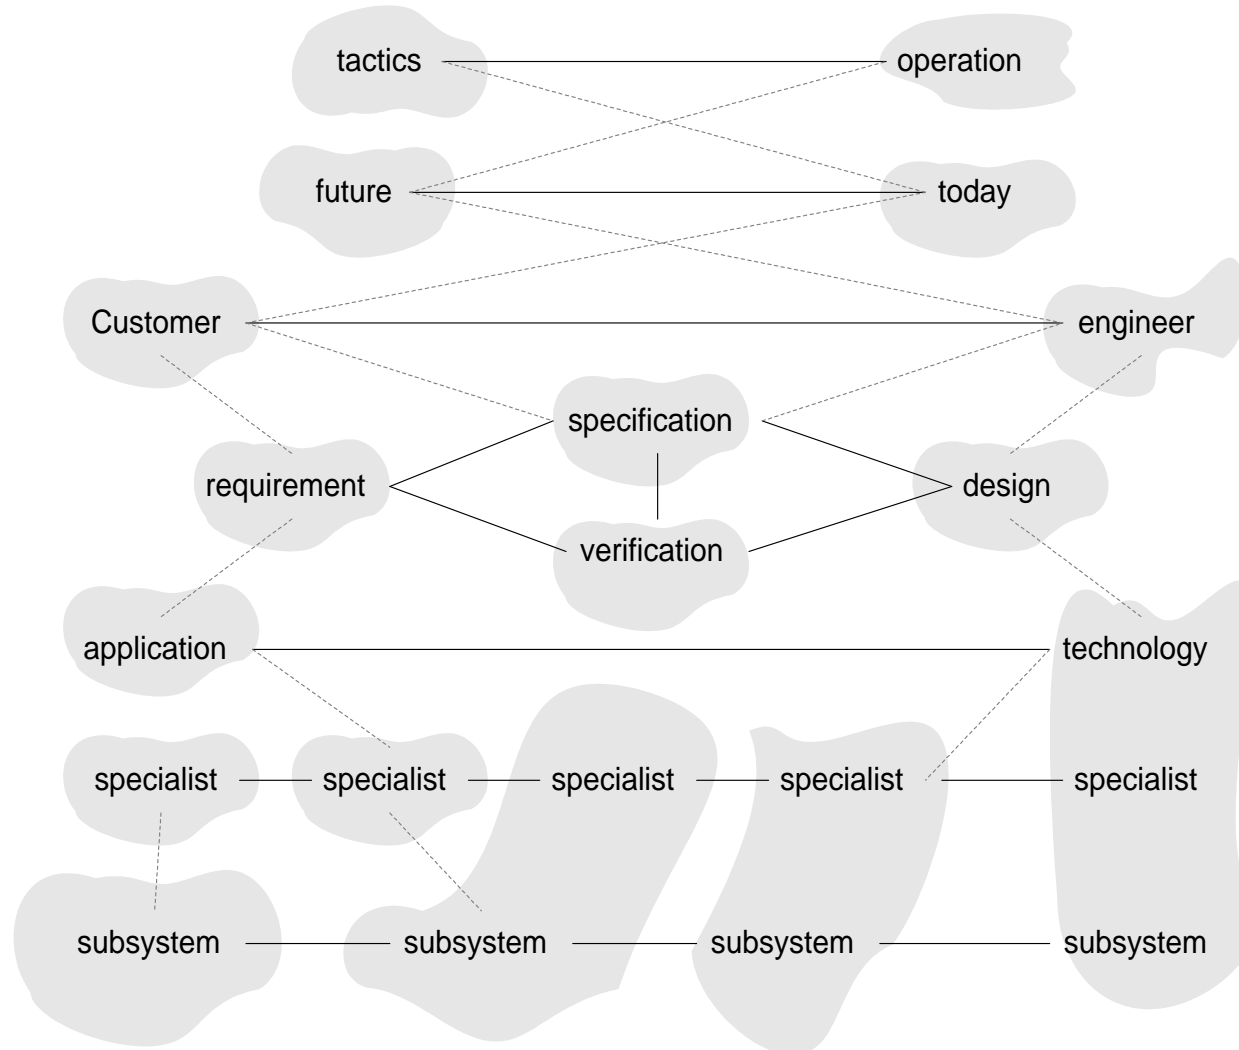 tactics operation
future today
Customer engineer
specification
requirement design
verification
application technology
specialist specialist specialist specialist specialist
subsystem subsystem subsystem subsystem